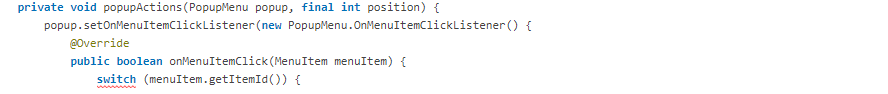 private void popupActions(PopupMenu popup, final int position) {
popup.setOnMenuItemClickListener(new PopupMenu.OnMenuItemClickListener() {
@Override
public boolean onMenuItemClick(MenuItem menuItem) {
switch (menuItem.getItemId()) {